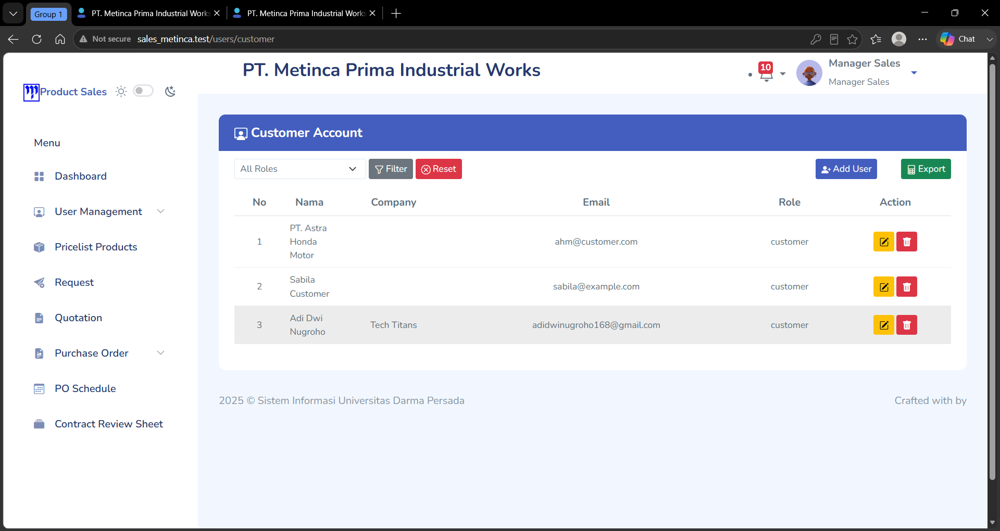 Group 1
PT. Metinca Prima Industrial Works
PT. Metinca Prima Industrial Works
Not secure
sales_metinca.test/users/customer
Chat
PT. Metinca Prima Industrial Works
10
Manager Sales
Manager Sales
Product Sales
Menu
Dashboard
User Management
Pricelist Products
Request
Quotation
Purchase Order
PO Schedule
Contract Review Sheet
Customer Account
All Roles
Filter
Reset
Add User
Export
No Nama Company Email Role Action
PT. Astra
1 Honda ahm@customer.com customer
Motor
Sabila
2 sabila@example.com customer
Customer
Adi Dwi
3 Tech Titans adidwinugroho168@gmail.com customer
Nugroho
2025 © Sistem Informasi Universitas Darma Persada
Crafted with by